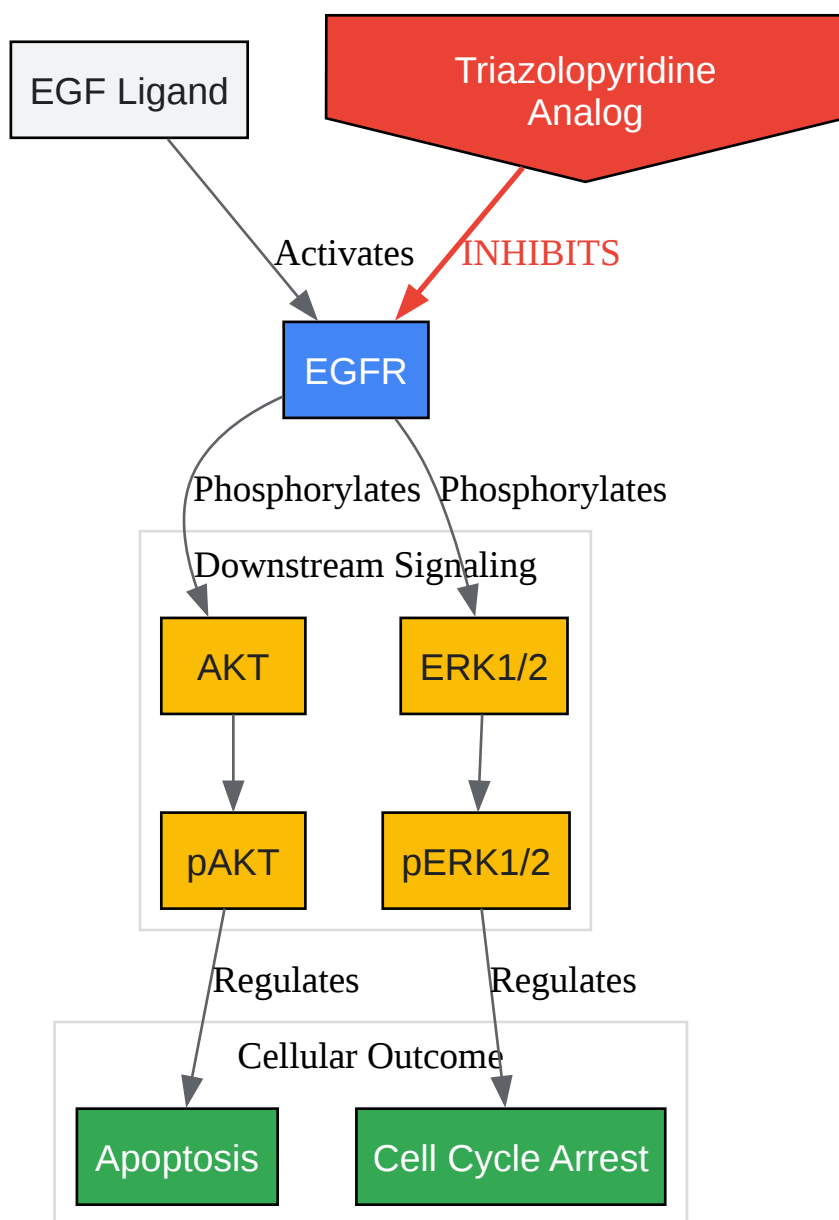 EGF Ligand
Triazolopyridine
Analog
Activates
INHIBITS
EGFR
Phosphorylates
Phosphorylates
Downstream Signaling
AKT
ERK1/2
pAKT
pERK1/2
Regulates
Regulates
Cellular Outcome
Apoptosis
Cell Cycle Arrest